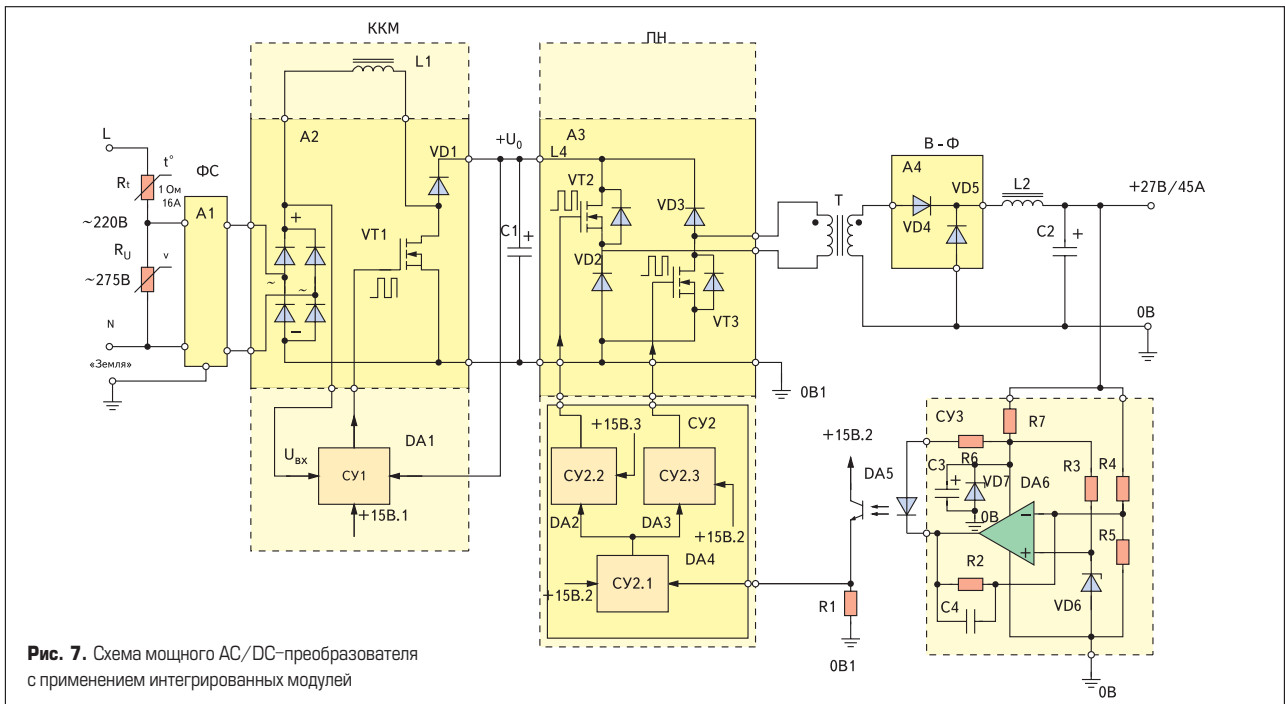 ККМ
ПН
L1
L
A2
VD1
+U₀
L4
A3
t°
Rt
1 Ом
16А
ФС
A1
VT2
VD3
В - Ф
A4
VD5
L2
+27В/45А
~220В
+
VT1
C1
+
VD2
T
VD4
C2
+
RU
v
~275В
~
~
VT3
N
–
0В
«Земля»
0В1
СУ3
R7
DA1
+15В.3
СУ2
+15В.2
R6
R3
R4
Uвх
СУ1
СУ2.2
СУ2.3
DA5
C3
+
VD7
DA6
0В
–
+15В.1
DA2
DA3
+15В.2
+
R5
DA4
R2
+15В.2
СУ2.1
C4
VD6
R1
0В1
0В
Рис. 7. Схема мощного AC/DC-преобразователя
с применением интегрированных модулей